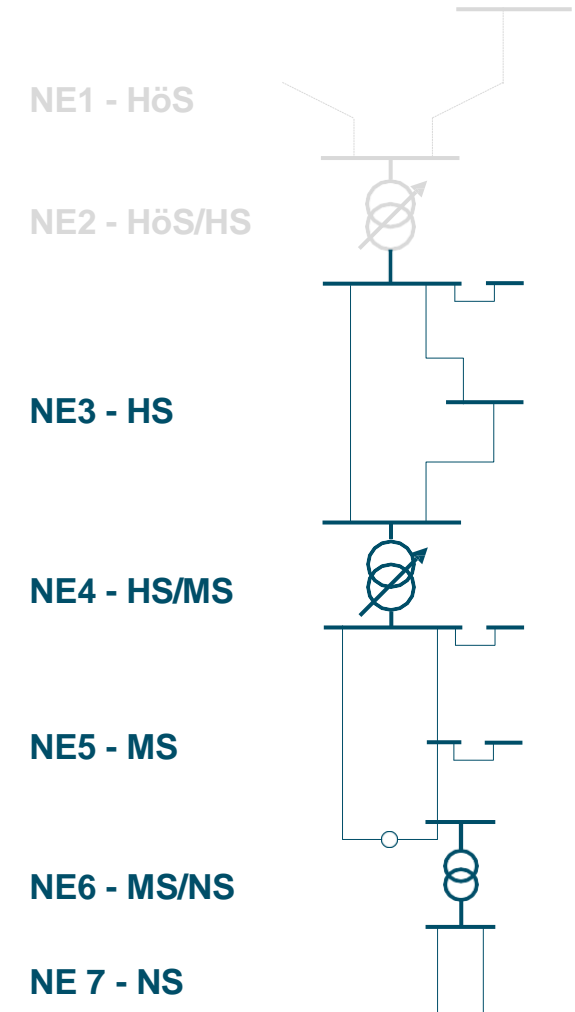 NE1 - HöS
NE2 - HöS/HS
NE3 - HS
NE4 - HS/MS
NE5 - MS
NE6 - MS/NS
NE 7 - NS